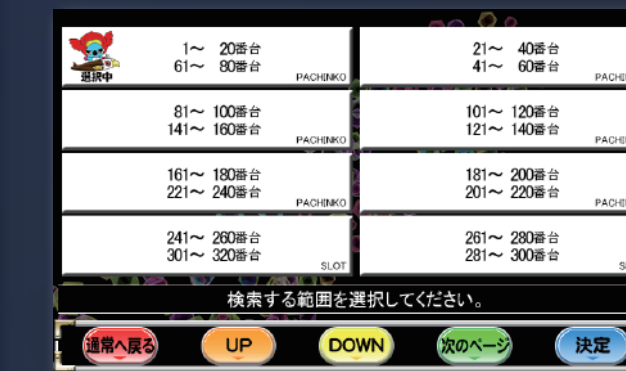 1～ 20番台
61～ 80番台
PACHINKO
選択中
21～ 40番台
41～ 60番台
PACHI
81～ 100番台
141～ 160番台
PACHINKO
101～ 120番台
121～ 140番台
PACHI
161～ 180番台
221～ 240番台
PACHINKO
181～ 200番台
201～ 220番台
PACHI
241～ 260番台
301～ 320番台
SLOT
261～ 280番台
281～ 300番台
S
検索する範囲を選択してください。
通常へ戻る UP DOWN 次のページ 決定